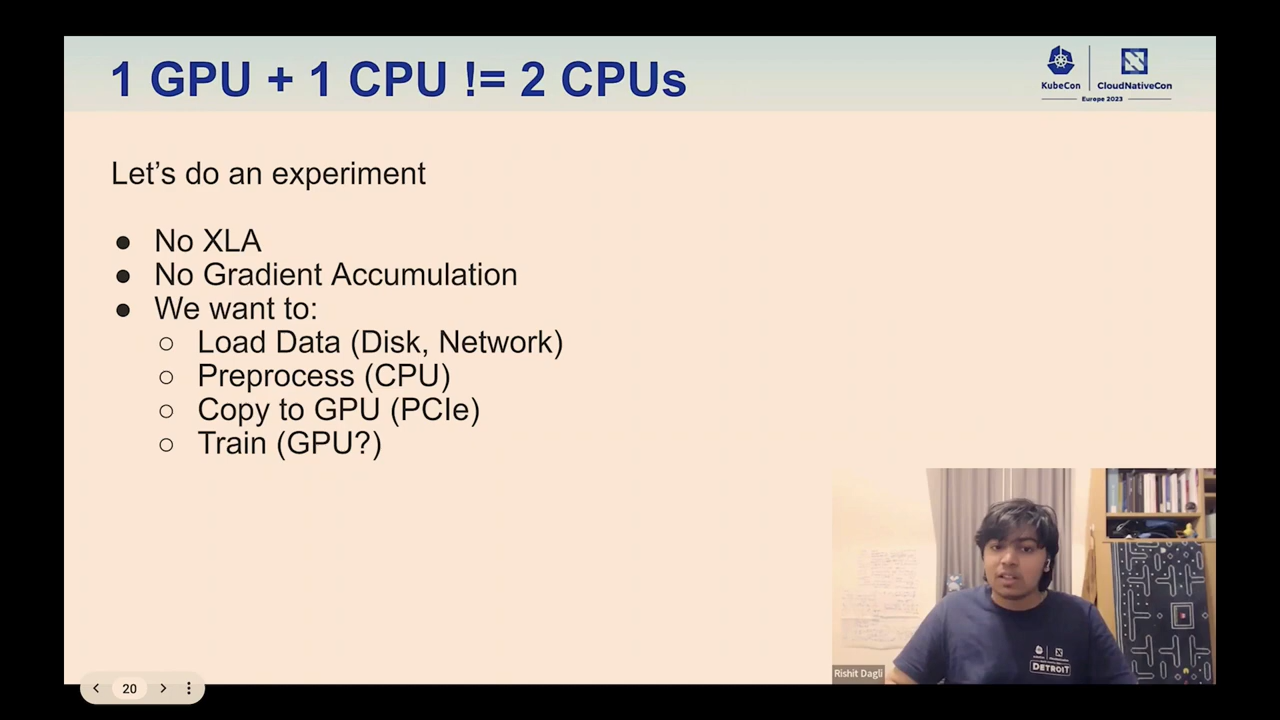 1 GPU + 1 CPU != 2 CPUs
KubeCon
CloudNativeCon
Europe 2023
Let’s do an experiment
● No XLA
● No Gradient Accumulation
● We want to:
○ Load Data (Disk, Network)
○ Preprocess (CPU)
○ Copy to GPU (PCIe)
○ Train (GPU?)
DETROIT
Rishit Dagli
20